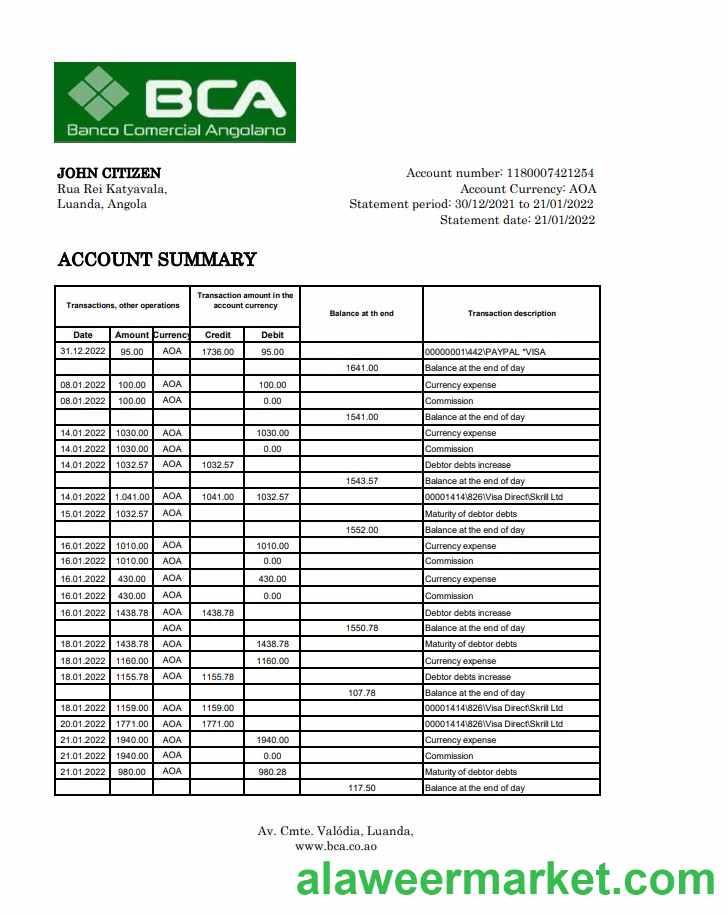 BCA
Banco Comercial Angolano
JOHN CITIZEN
Rua Rei Katyavala,
Luanda, Angola
Account number: 1180007421254
Account Currency: AOA
Statement period: 30/12/2021 to 21/01/2022
Statement date: 21/01/2022
ACCOUNT SUMMARY
Transactions, other operations
Transaction amount in the account currency
Balance at th end
Transaction description
Date Amount Currency Credit Debit
31.12.2022 95.00 AOA 1736.00 95.00 00000001\442\PAYPAL *VISA
1641.00 Balance at the end of day
08.01.2022 100.00 AOA 100.00 Currency expense
08.01.2022 100.00 AOA 0.00 Commission
1541.00 Balance at the end of day
14.01.2022 1030.00 AOA 1030.00 Currency expense
14.01.2022 1030.00 AOA 0.00 Commission
14.01.2022 1032.57 AOA 1032.57 Debtor debts increase
1543.57 Balance at the end of day
14.01.2022 1.041.00 AOA 1041.00 1032.57 00001414\826\Visa Direct\Skrill Ltd
15.01.2022 1032.57 AOA Maturity of debtor debts
1552.00 Balance at the end of day
16.01.2022 1010.00 AOA 1010.00 Currency expense
16.01.2022 1010.00 AOA 0.00 Commission
16.01.2022 430.00 AOA 430.00 Currency expense
16.01.2022 430.00 AOA 0.00 Commission
16.01.2022 1438.78 AOA 1438.78 Debtor debts increase
AOA 1550.78 Balance at the end of day
18.01.2022 1438.78 AOA 1438.78 Maturity of debtor debts
18.01.2022 1160.00 AOA 1160.00 Currency expense
18.01.2022 1155.78 AOA 1155.78 Debtor debts increase
107.78 Balance at the end of day
18.01.2022 1159.00 AOA 1159.00 00001414\826\Visa Direct\Skrill Ltd
20.01.2022 1771.00 AOA 1771.00 00001414\826\Visa Direct\Skrill Ltd
21.01.2022 1940.00 AOA 1940.00 Currency expense
21.01.2022 1940.00 AOA 0.00 Commission
21.01.2022 980.00 AOA 980.28 Maturity of debtor debts
117.50 Balance at the end of day
Av. Cmte. Valódia, Luanda,
www.bca.co.ao
alaweermarket.com